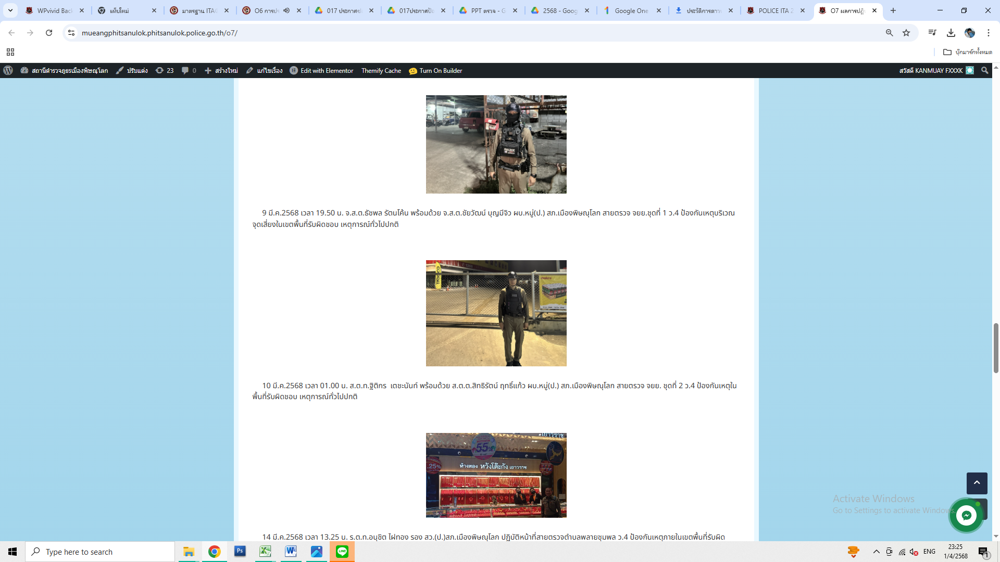 WPvivid Bac
แท็บใหม่
มาตรฐาน ITA
O6 การปร
017 ประกาศข
017ประกาศป้อ
PPT ตรวจ - G
2568 - Goog
Google One
ประวัติการดาว
POLICE ITA 2
O7 ผลการปฏิบั
mueangphitsanulok.phitsanulok.police.go.th/o7/
บุ๊กมาร์กทั้งหมด
สถานีตำรวจภูธรเมืองพิษณุโลก ปรับแต่ง 23 0 สร้างใหม่ แก้ไขเรื่อง Edit with Elementor Themify Cache Turn On Builder สวัสดี KANMUAY FXXXK
POLICE
9 มี.ค.2568 เวลา 19.50 น. จ.ส.ต.ธัชพล รัตนโค้น พร้อมด้วย จ.ส.ต.ชัยวัฒน์ บุญมีจิว ผบ.หมู่(ป.) สภ.เมืองพิษณุโลก สายตรวจ จยย.ชุดที่ 1 ว.4 ป้องกันเหตุบริเวณ
จุดเสี่ยงในเขตพื้นที่รับผิดชอบ เหตุการณ์ทั่วไปปกติ
makro
10 มี.ค.2568 เวลา 01.00 น. ส.ต.ท.ฐิติกร เตชะนันท์ พร้อมด้วย ส.ต.ต.สิทธิรัตน์ ฤทธิ์แก้ว ผบ.หมู่(ป.) สภ.เมืองพิษณุโลก สายตรวจ จยย. ชุดที่ 2 ว.4 ป้องกันเหตุใน
พื้นที่รับผิดชอบ เหตุการณ์ทั่วไปปกติ
เยาวราช
55
.25%
ห้างทอง หวังโต๊ะกัง เยาวราช
14 มี.ค.2568 เวลา 13.25 น. ร.ต.ท.อนุชิต ไฝทอง รอง สว.(ป.)สภ.เมืองพิษณุโลก ปฏิบัติหน้าที่สายตรวจตำบลพลายชุมพล ว.4 ป้องกันเหตุภายในเขตพื้นที่รับผิด
Activate Windows
Go to Settings to activate Windows.
Type here to search
Ps
LINE
ENG
23:25
1/4/2568
1